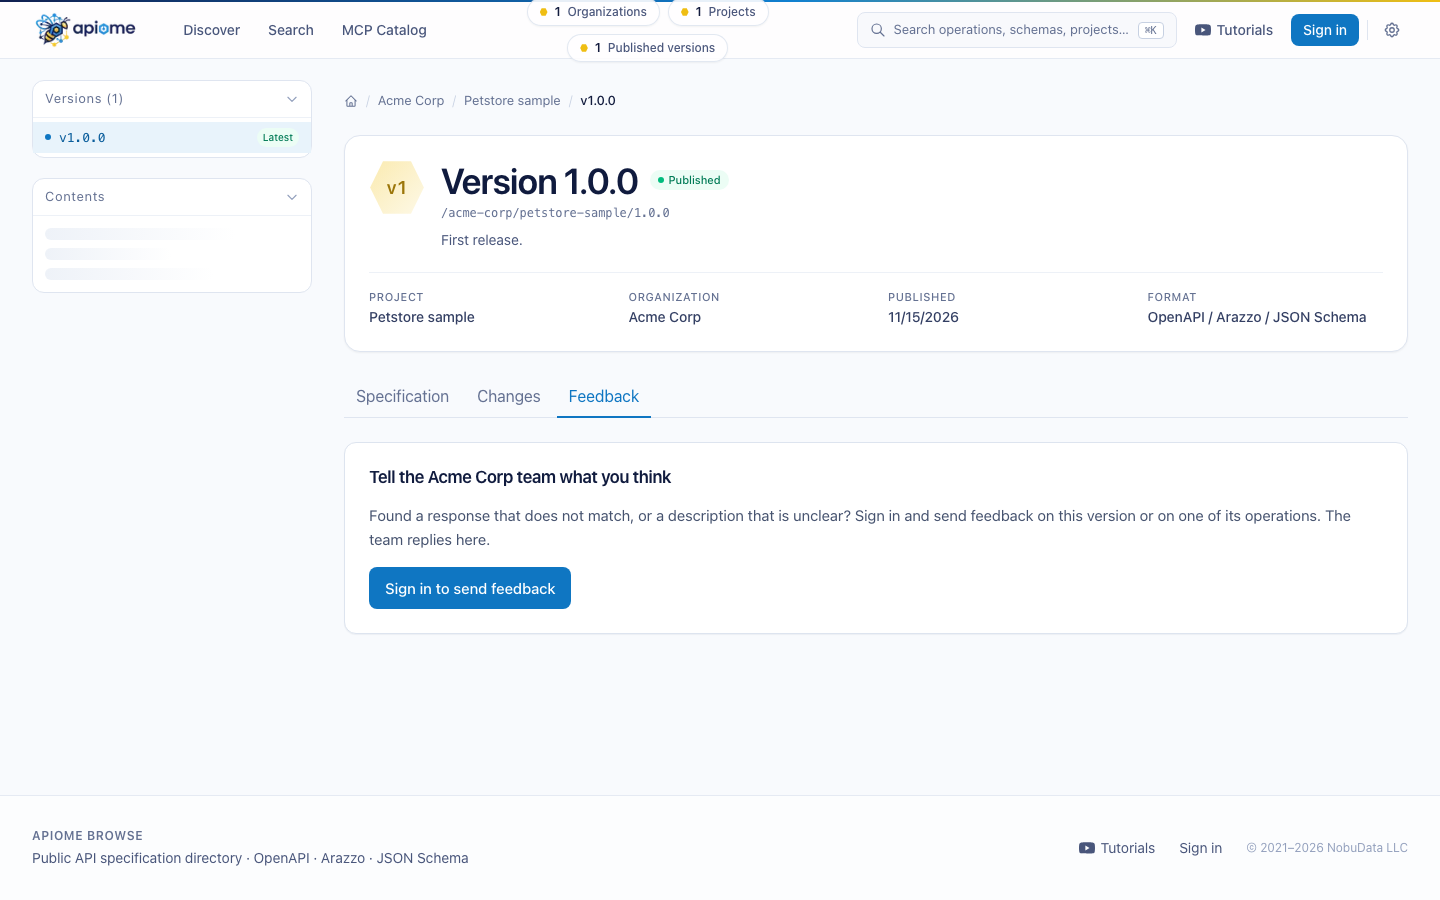 apiome
Discover
Search
MCP Catalog
1 Organizations
1 Projects
1 Published versions
Search operations, schemas, projects...
⌘K
Tutorials
Sign in
Versions (1)
v1.0.0
Latest
Contents
Acme Corp / Petstore sample / v1.0.0
v1
Version 1.0.0
Published
/acme-corp/petstore-sample/1.0.0
First release.
PROJECT
Petstore sample
ORGANIZATION
Acme Corp
PUBLISHED
11/15/2026
FORMAT
OpenAPI / Arazzo / JSON Schema
Specification
Changes
Feedback
Tell the Acme Corp team what you think
Found a response that does not match, or a description that is unclear? Sign in and send feedback on this version or on one of its operations. The
team replies here.
Sign in to send feedback
APIOME BROWSE
Public API specification directory · OpenAPI · Arazzo · JSON Schema
Tutorials
Sign in
© 2021–2026 NobuData LLC